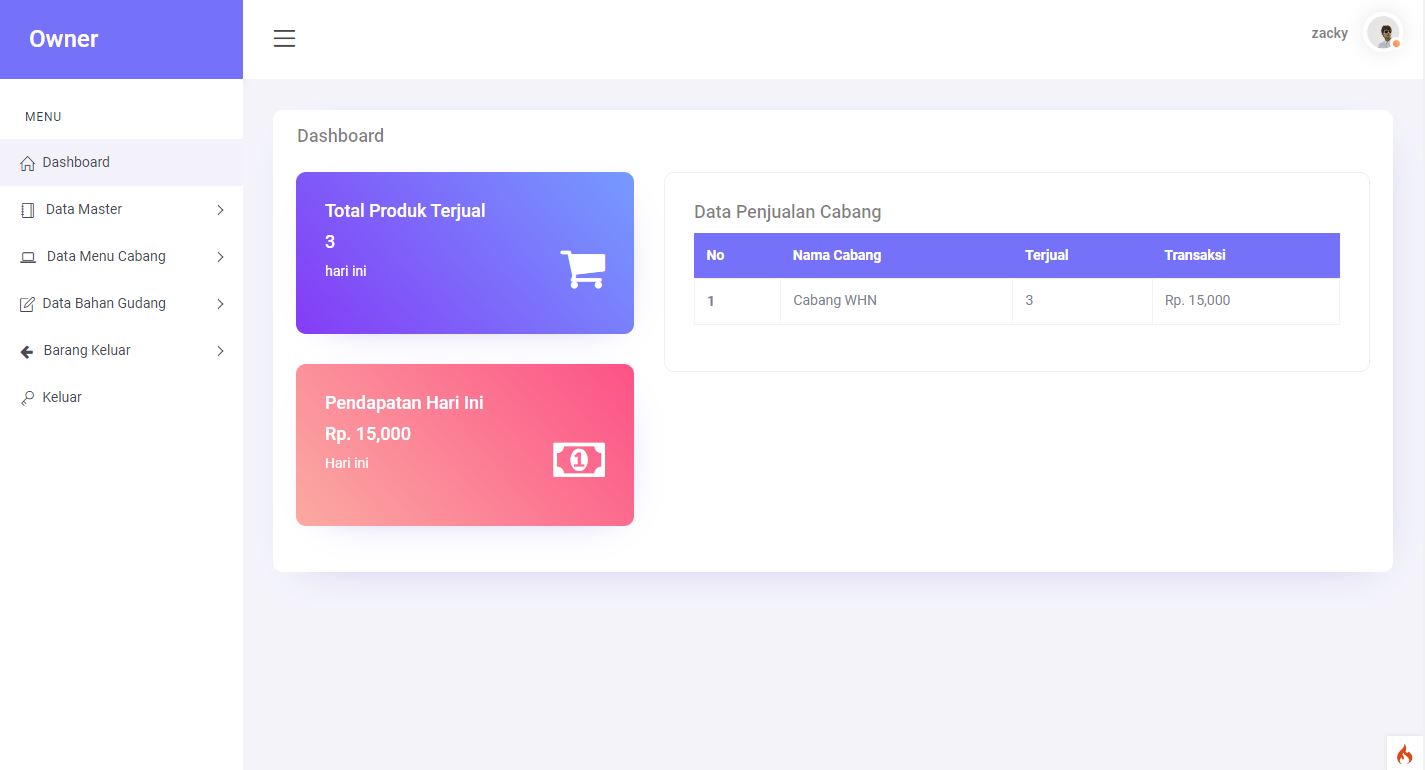 Owner
zacky
MENU
Dashboard
Data Master
Data Menu Cabang
Data Bahan Gudang
Barang Keluar
Keluar
Dashboard
Total Produk Terjual
3
hari ini
Pendapatan Hari Ini
Rp. 15,000
Hari ini
1
Data Penjualan Cabang
No Nama Cabang Terjual Transaksi
1 Cabang WHN 3 Rp. 15,000